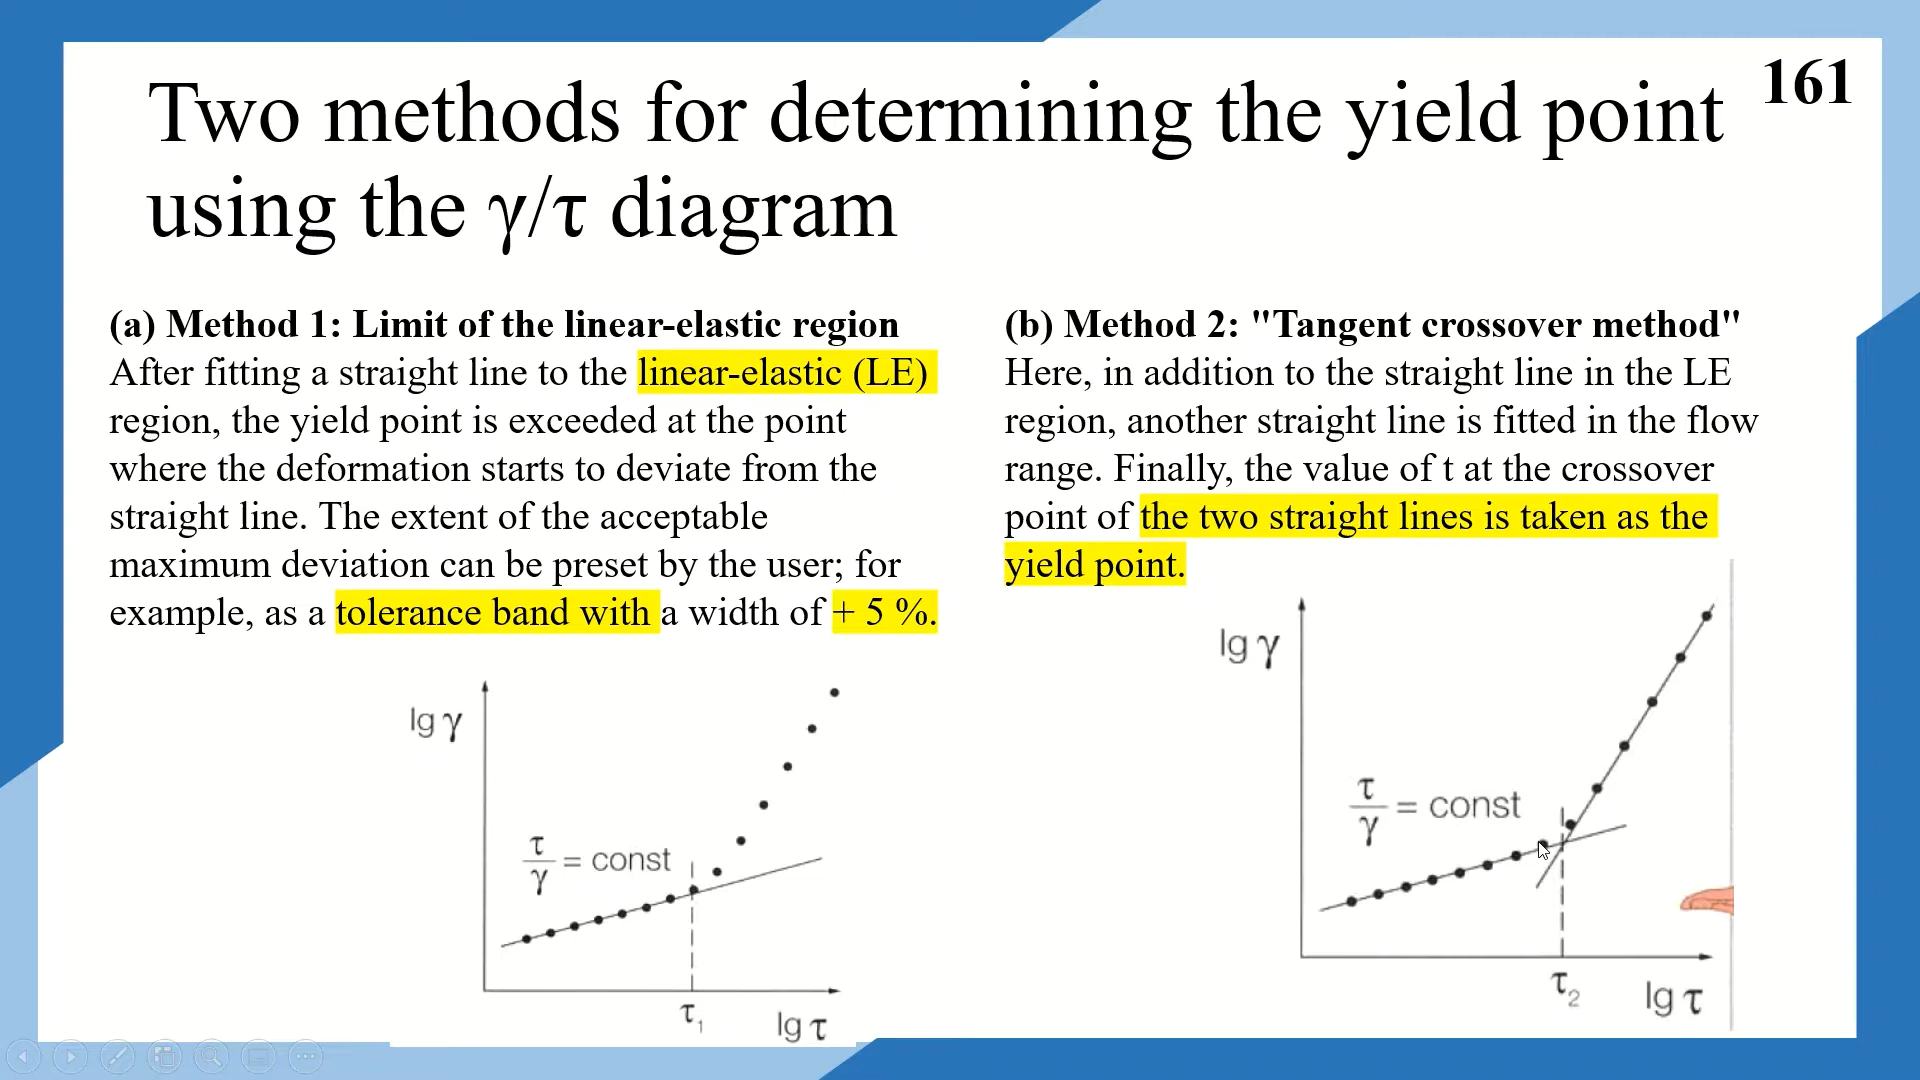 161
Two methods for determining the yield point
using the γ/τ diagram
(a) Method 1: Limit of the linear-elastic region
After fitting a straight line to the linear-elastic (LE)
region, the yield point is exceeded at the point
where the deformation starts to deviate from the
straight line. The extent of the acceptable
maximum deviation can be preset by the user; for
example, as a tolerance band with a width of + 5 %.
lg γ
τ/γ = const
τ₁
lg τ
(b) Method 2: "Tangent crossover method"
Here, in addition to the straight line in the LE
region, another straight line is fitted in the flow
range. Finally, the value of t at the crossover
point of the two straight lines is taken as the
yield point.
lg γ
τ/γ = const
τ₂
lg τ